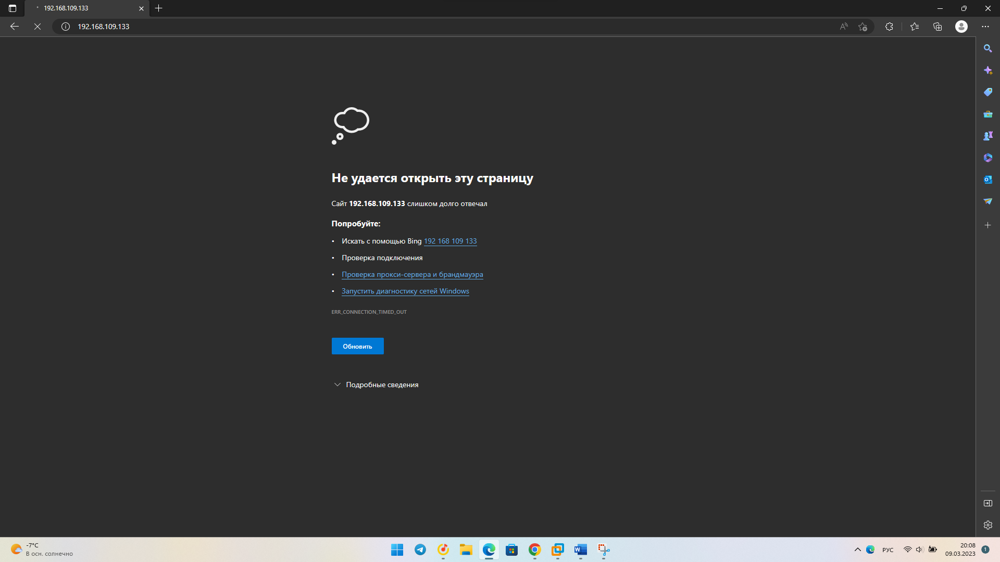 192.168.109.133
192.168.109.133
Не удается открыть эту страницу
Сайт 192.168.109.133 слишком долго отвечал
Попробуйте:
• Искать с помощью Bing 192 168 109 133
• Проверка подключения
• Проверка прокси-сервера и брандмауэра
• Запустить диагностику сетей Windows
ERR_CONNECTION_TIMED_OUT
Обновить
Подробные сведения
-7°C
В осн. солнечно
РУС
20:08
09.03.2023
1